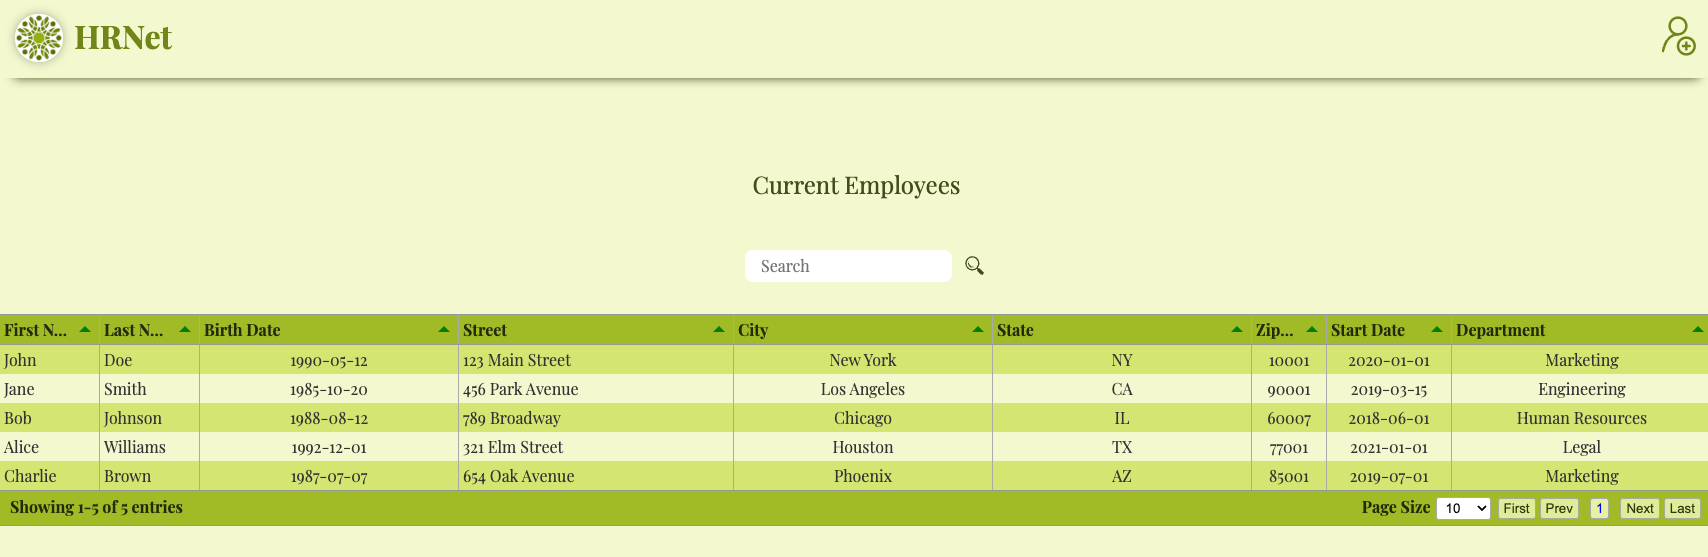 HRNet
Current Employees
Search
First N... Last N... Birth Date Street City State Zip... Start Date Department
John Doe 1990-05-12 123 Main Street New York NY 10001 2020-01-01 Marketing
Jane Smith 1985-10-20 456 Park Avenue Los Angeles CA 90001 2019-03-15 Engineering
Bob Johnson 1988-08-12 789 Broadway Chicago IL 60007 2018-06-01 Human Resources
Alice Williams 1992-12-01 321 Elm Street Houston TX 77001 2021-01-01 Legal
Charlie Brown 1987-07-07 654 Oak Avenue Phoenix AZ 85001 2019-07-01 Marketing
Showing 1-5 of 5 entries Page Size 10 First Prev 1 Next Last